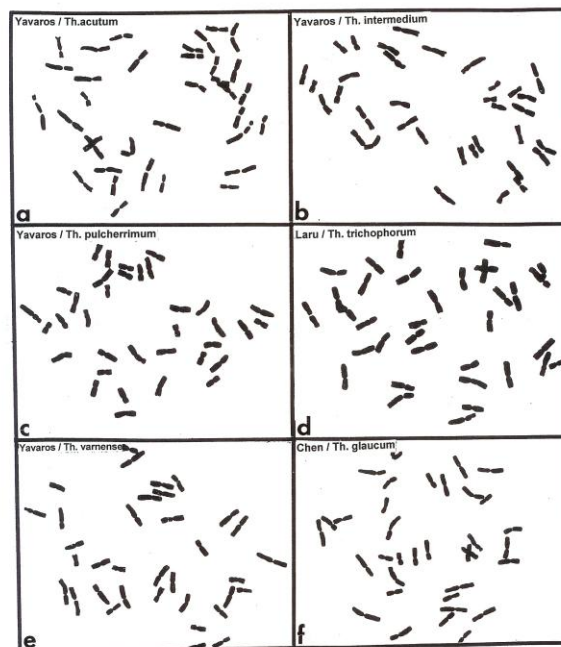 Yavaros / Th.acutum
a
Yavaros / Th. intermedium
b
Yavaros / Th. pulcherrimum
c
Laru / Th. trichophorum
d
Yavaros / Th. varnense
e
Chen / Th. glaucum
f